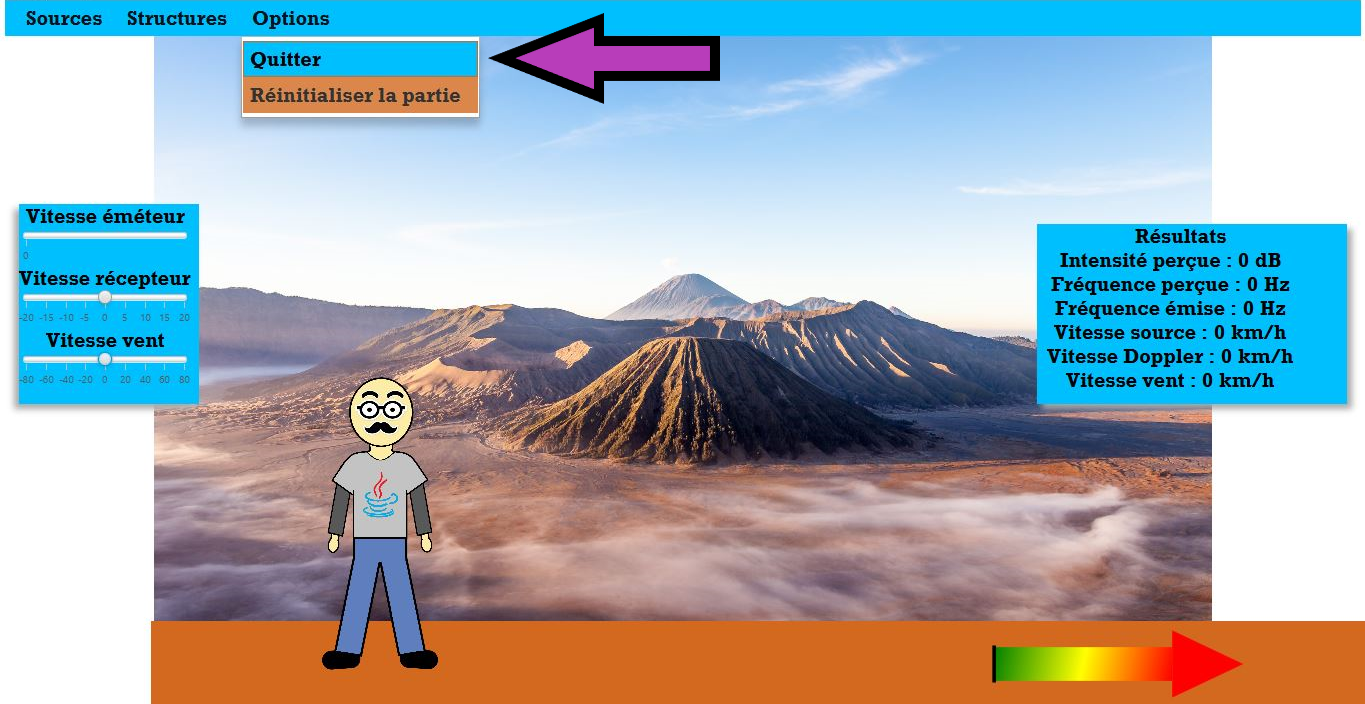 Sources Structures Options
Quitter
Réinitialiser la partie
Vitesse éméteur
0
Vitesse récepteur
-20 -15 -10 -5 0 5 10 15 20
Vitesse vent
-80 -60 -40 -20 0 20 40 60 80
Résultats
Intensité perçue : 0 dB
Fréquence perçue : 0 Hz
Fréquence émise : 0 Hz
Vitesse source : 0 km/h
Vitesse Doppler : 0 km/h
Vitesse vent : 0 km/h